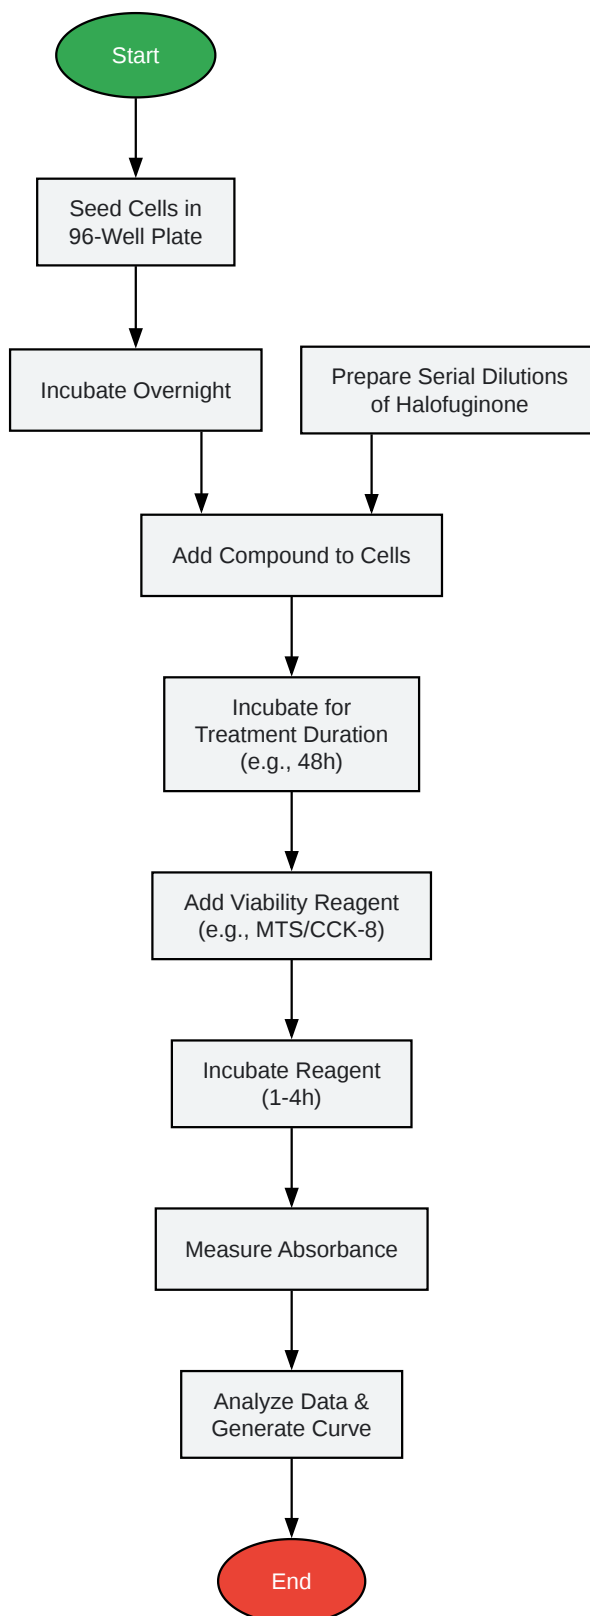 Start
Seed Cells in
96-Well Plate
Incubate Overnight
Prepare Serial Dilutions
of Halofuginone
Add Compound to Cells
Incubate for
Treatment Duration
(e.g., 48h)
Add Viability Reagent
(e.g., MTS/CCK-8)
Incubate Reagent
(1-4h)
Measure Absorbance
Analyze Data &
Generate Curve
End